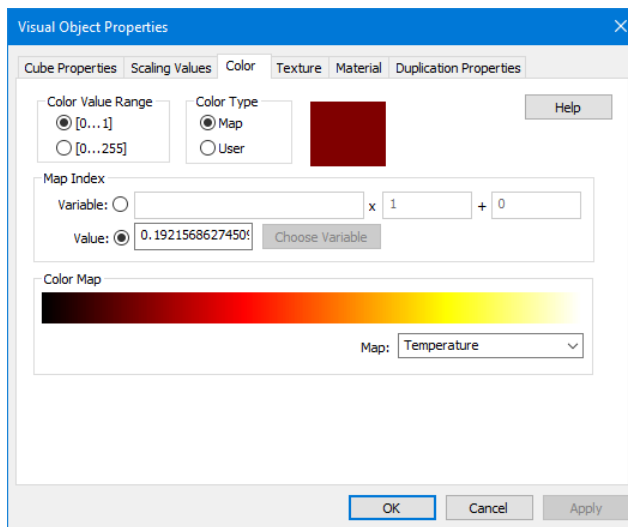 Visual Object Properties
Cube Properties Scaling Values Color Texture Material Duplication Properties
Color Value Range
[0...1]
[0...255]
Color Type
Map
User
Help
Map Index
Variable: x 1 + 0
Value: 0.1921568627450 Choose Variable
Color Map
Map: Temperature
OK Cancel Apply